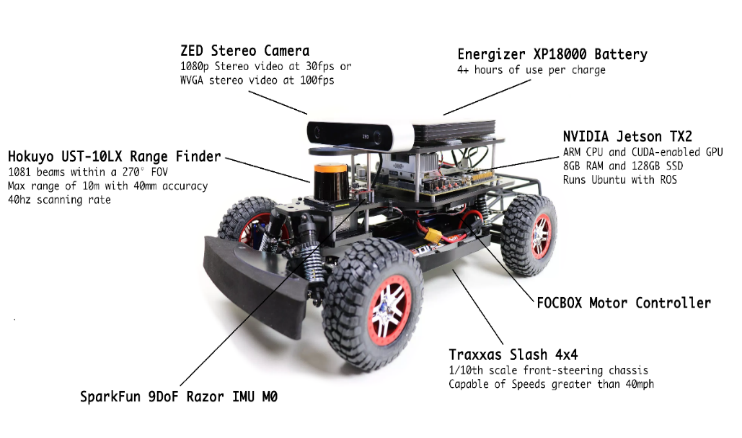 ZED Stereo Camera
1080p Stereo video at 30fps or
WVGA stereo video at 100fps
Energizer XP18000 Battery
4+ hours of use per charge
NVIDIA Jetson TX2
ARM CPU and CUDA-enabled GPU
8GB RAM and 128GB SSD
Runs Ubuntu with ROS
Hokuyo UST-10LX Range Finder
1081 beams within a 270° FOV
Max range of 10m with 40mm accuracy
40hz scanning rate
FOCBOX Motor Controller
Traxxas Slash 4x4
1/10th scale front-steering chassis
Capable of Speeds greater than 40mph
SparkFun 9DoF Razor IMU M0